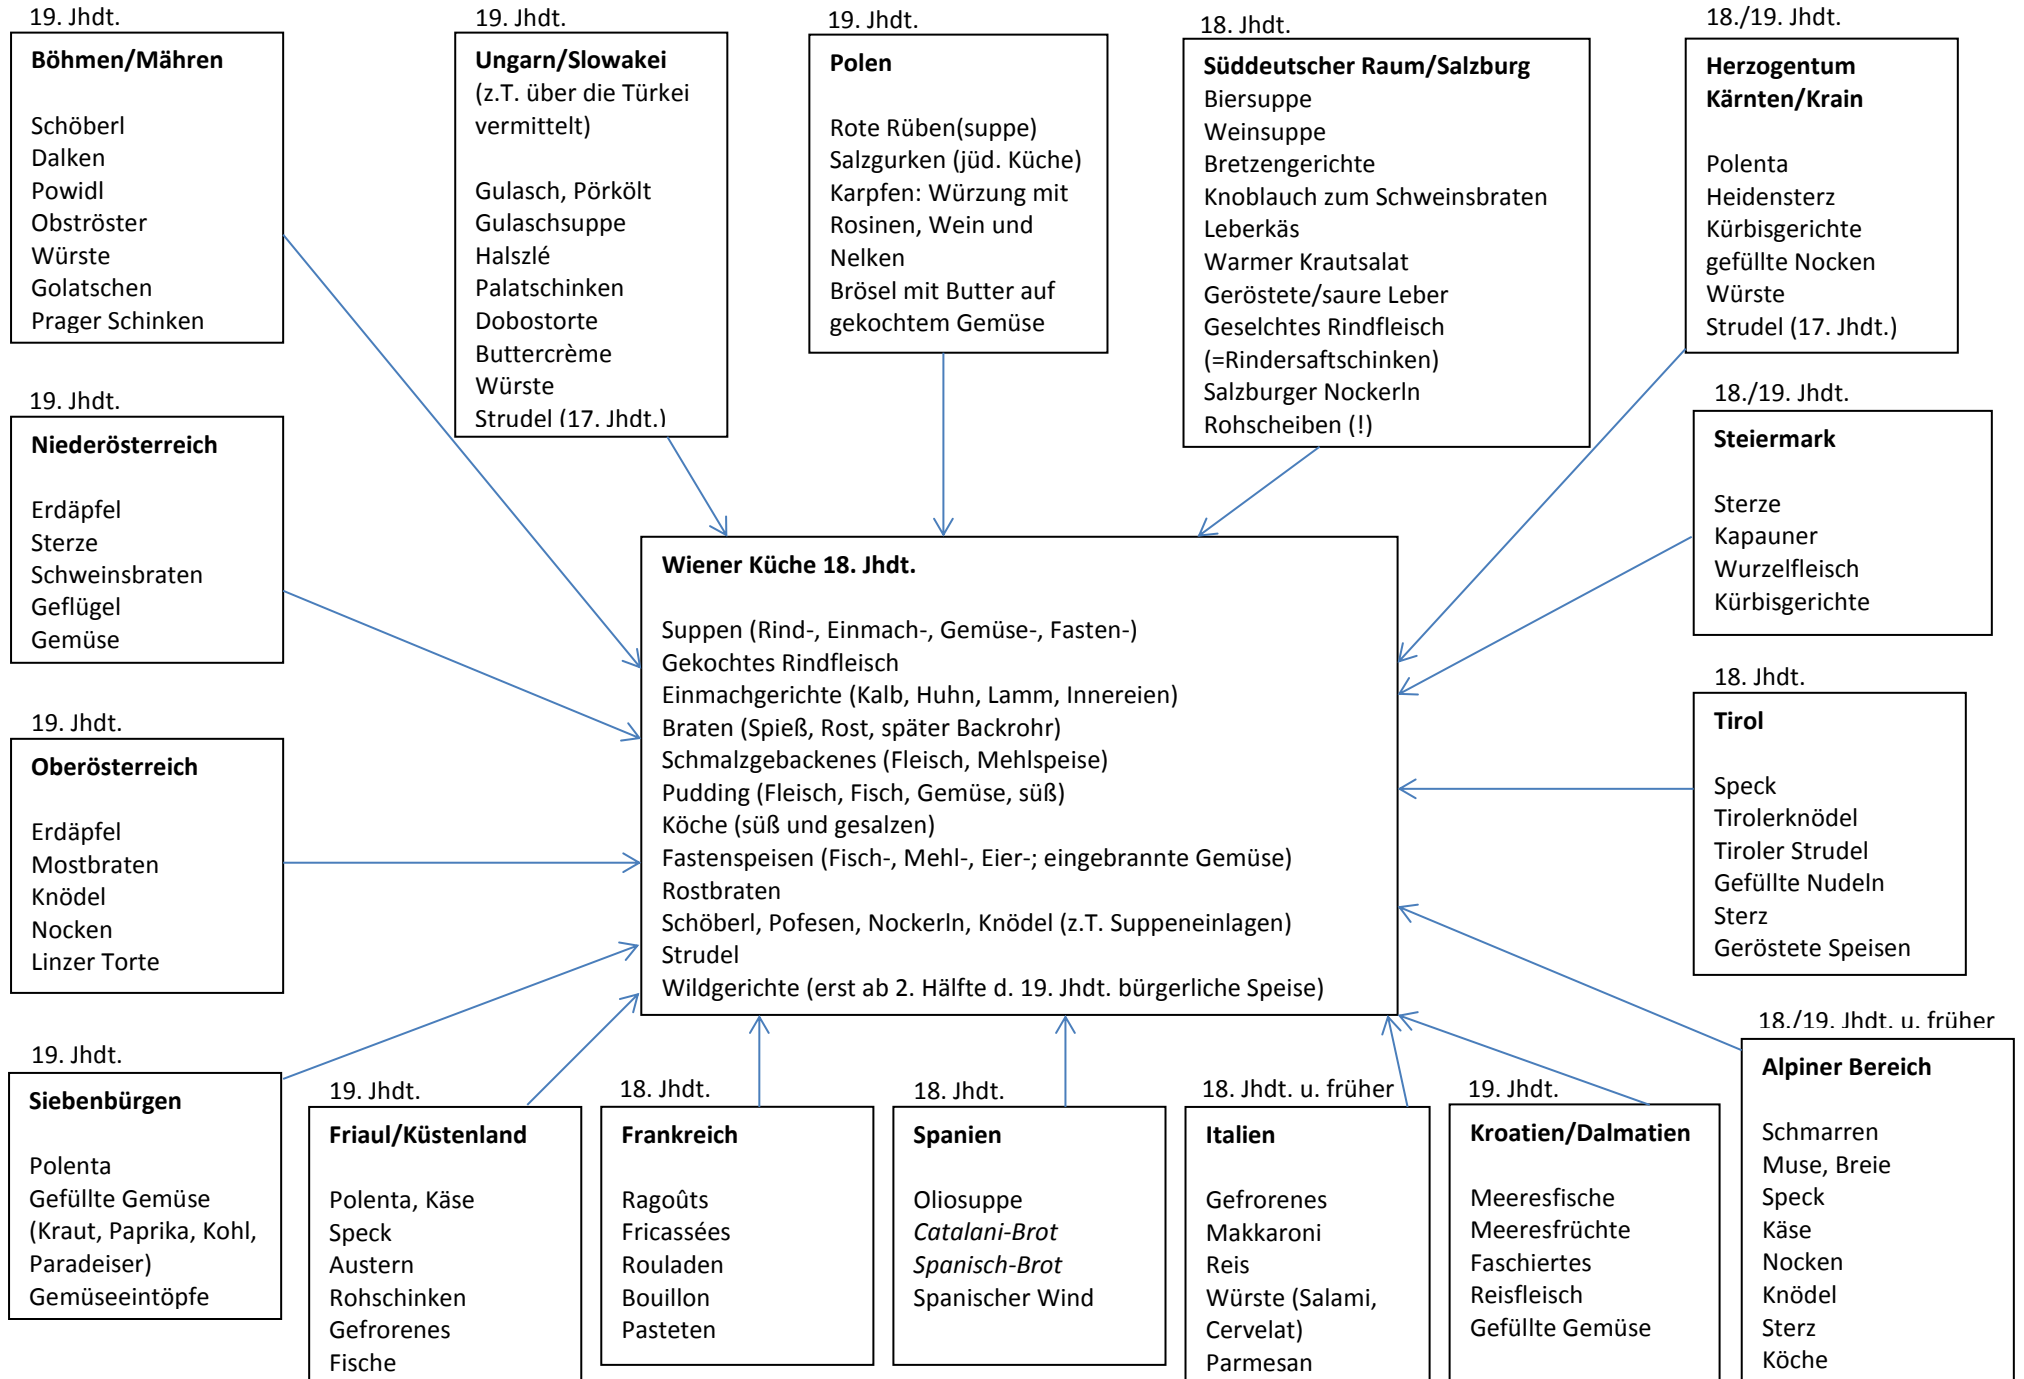 19. Jhdt.
Böhmen/Mähren
Schöberl
Dalken
Powidl
Obströster
Würste
Golatschen
Prager Schinken
19. Jhdt.
Ungarn/Slowakei
(z.T. über die Türkei
vermittelt)
Gulasch, Pörkölt
Gulaschsuppe
Halszlé
Palatschinken
Dobostorte
Buttercrème
Würste
Strudel (17. Jhdt.)
19. Jhdt.
Polen
Rote Rüben(suppe)
Salzgurken (jüd. Küche)
Karpfen: Würzung mit
Rosinen, Wein und
Nelken
Brösel mit Butter auf
gekochtem Gemüse
18. Jhdt.
Süddeutscher Raum/Salzburg
Biersuppe
Weinsuppe
Bretzengerichte
Knoblauch zum Schweinsbraten
Leberkäs
Warmer Krautsalat
Geröstete/saure Leber
Geselchtes Rindfleisch
(=Rindersaftschinken)
Salzburger Nockerln
Rohscheiben (!)
18./19. Jhdt.
Herzogentum
Kärnten/Krain
Polenta
Heidensterz
Kürbisgerichte
gefüllte Nocken
Würste
Strudel (17. Jhdt.)
19. Jhdt.
Niederösterreich
Erdäpfel
Sterze
Schweinsbraten
Geflügel
Gemüse
18./19. Jhdt.
Steiermark
Sterze
Kapauner
Wurzelfleisch
Kürbisgerichte
Wiener Küche 18. Jhdt.
Suppen (Rind-, Einmach-, Gemüse-, Fasten-)
Gekochtes Rindfleisch
Einmachgerichte (Kalb, Huhn, Lamm, Innereien)
Braten (Spieß, Rost, später Backrohr)
Schmalzgebackenes (Fleisch, Mehlspeise)
Pudding (Fleisch, Fisch, Gemüse, süß)
Köche (süß und gesalzen)
Fastenspeisen (Fisch-, Mehl-, Eier-; eingebrannte Gemüse)
Rostbraten
Schöberl, Pofesen, Nockerln, Knödel (z.T. Suppeneinlagen)
Strudel
Wildgerichte (erst ab 2. Hälfte d. 19. Jhdt. bürgerliche Speise)
19. Jhdt.
Oberösterreich
Erdäpfel
Mostbraten
Knödel
Nocken
Linzer Torte
18. Jhdt.
Tirol
Speck
Tirolerknödel
Tiroler Strudel
Gefüllte Nudeln
Sterz
Geröstete Speisen
19. Jhdt.
Siebenbürgen
Polenta
Gefüllte Gemüse
(Kraut, Paprika, Kohl,
Paradeiser)
Gemüseeintöpfe
19. Jhdt.
Friaul/Küstenland
Polenta, Käse
Speck
Austern
Rohschinken
Gefrorenes
Fische
18. Jhdt.
Frankreich
Ragoûts
Fricassées
Rouladen
Bouillon
Pasteten
18. Jhdt.
Spanien
Oliosuppe
Catalani-Brot
Spanisch-Brot
Spanischer Wind
18. Jhdt. u. früher
Italien
Gefrorenes
Makkaroni
Reis
Würste (Salami,
Cervelat)
Parmesan
19. Jhdt.
Kroatien/Dalmatien
Meeresfische
Meeresfrüchte
Faschiertes
Reisfleisch
Gefüllte Gemüse
18./19. Jhdt. u. früher
Alpiner Bereich
Schmarren
Muse, Breie
Speck
Käse
Nocken
Knödel
Sterz
Köche